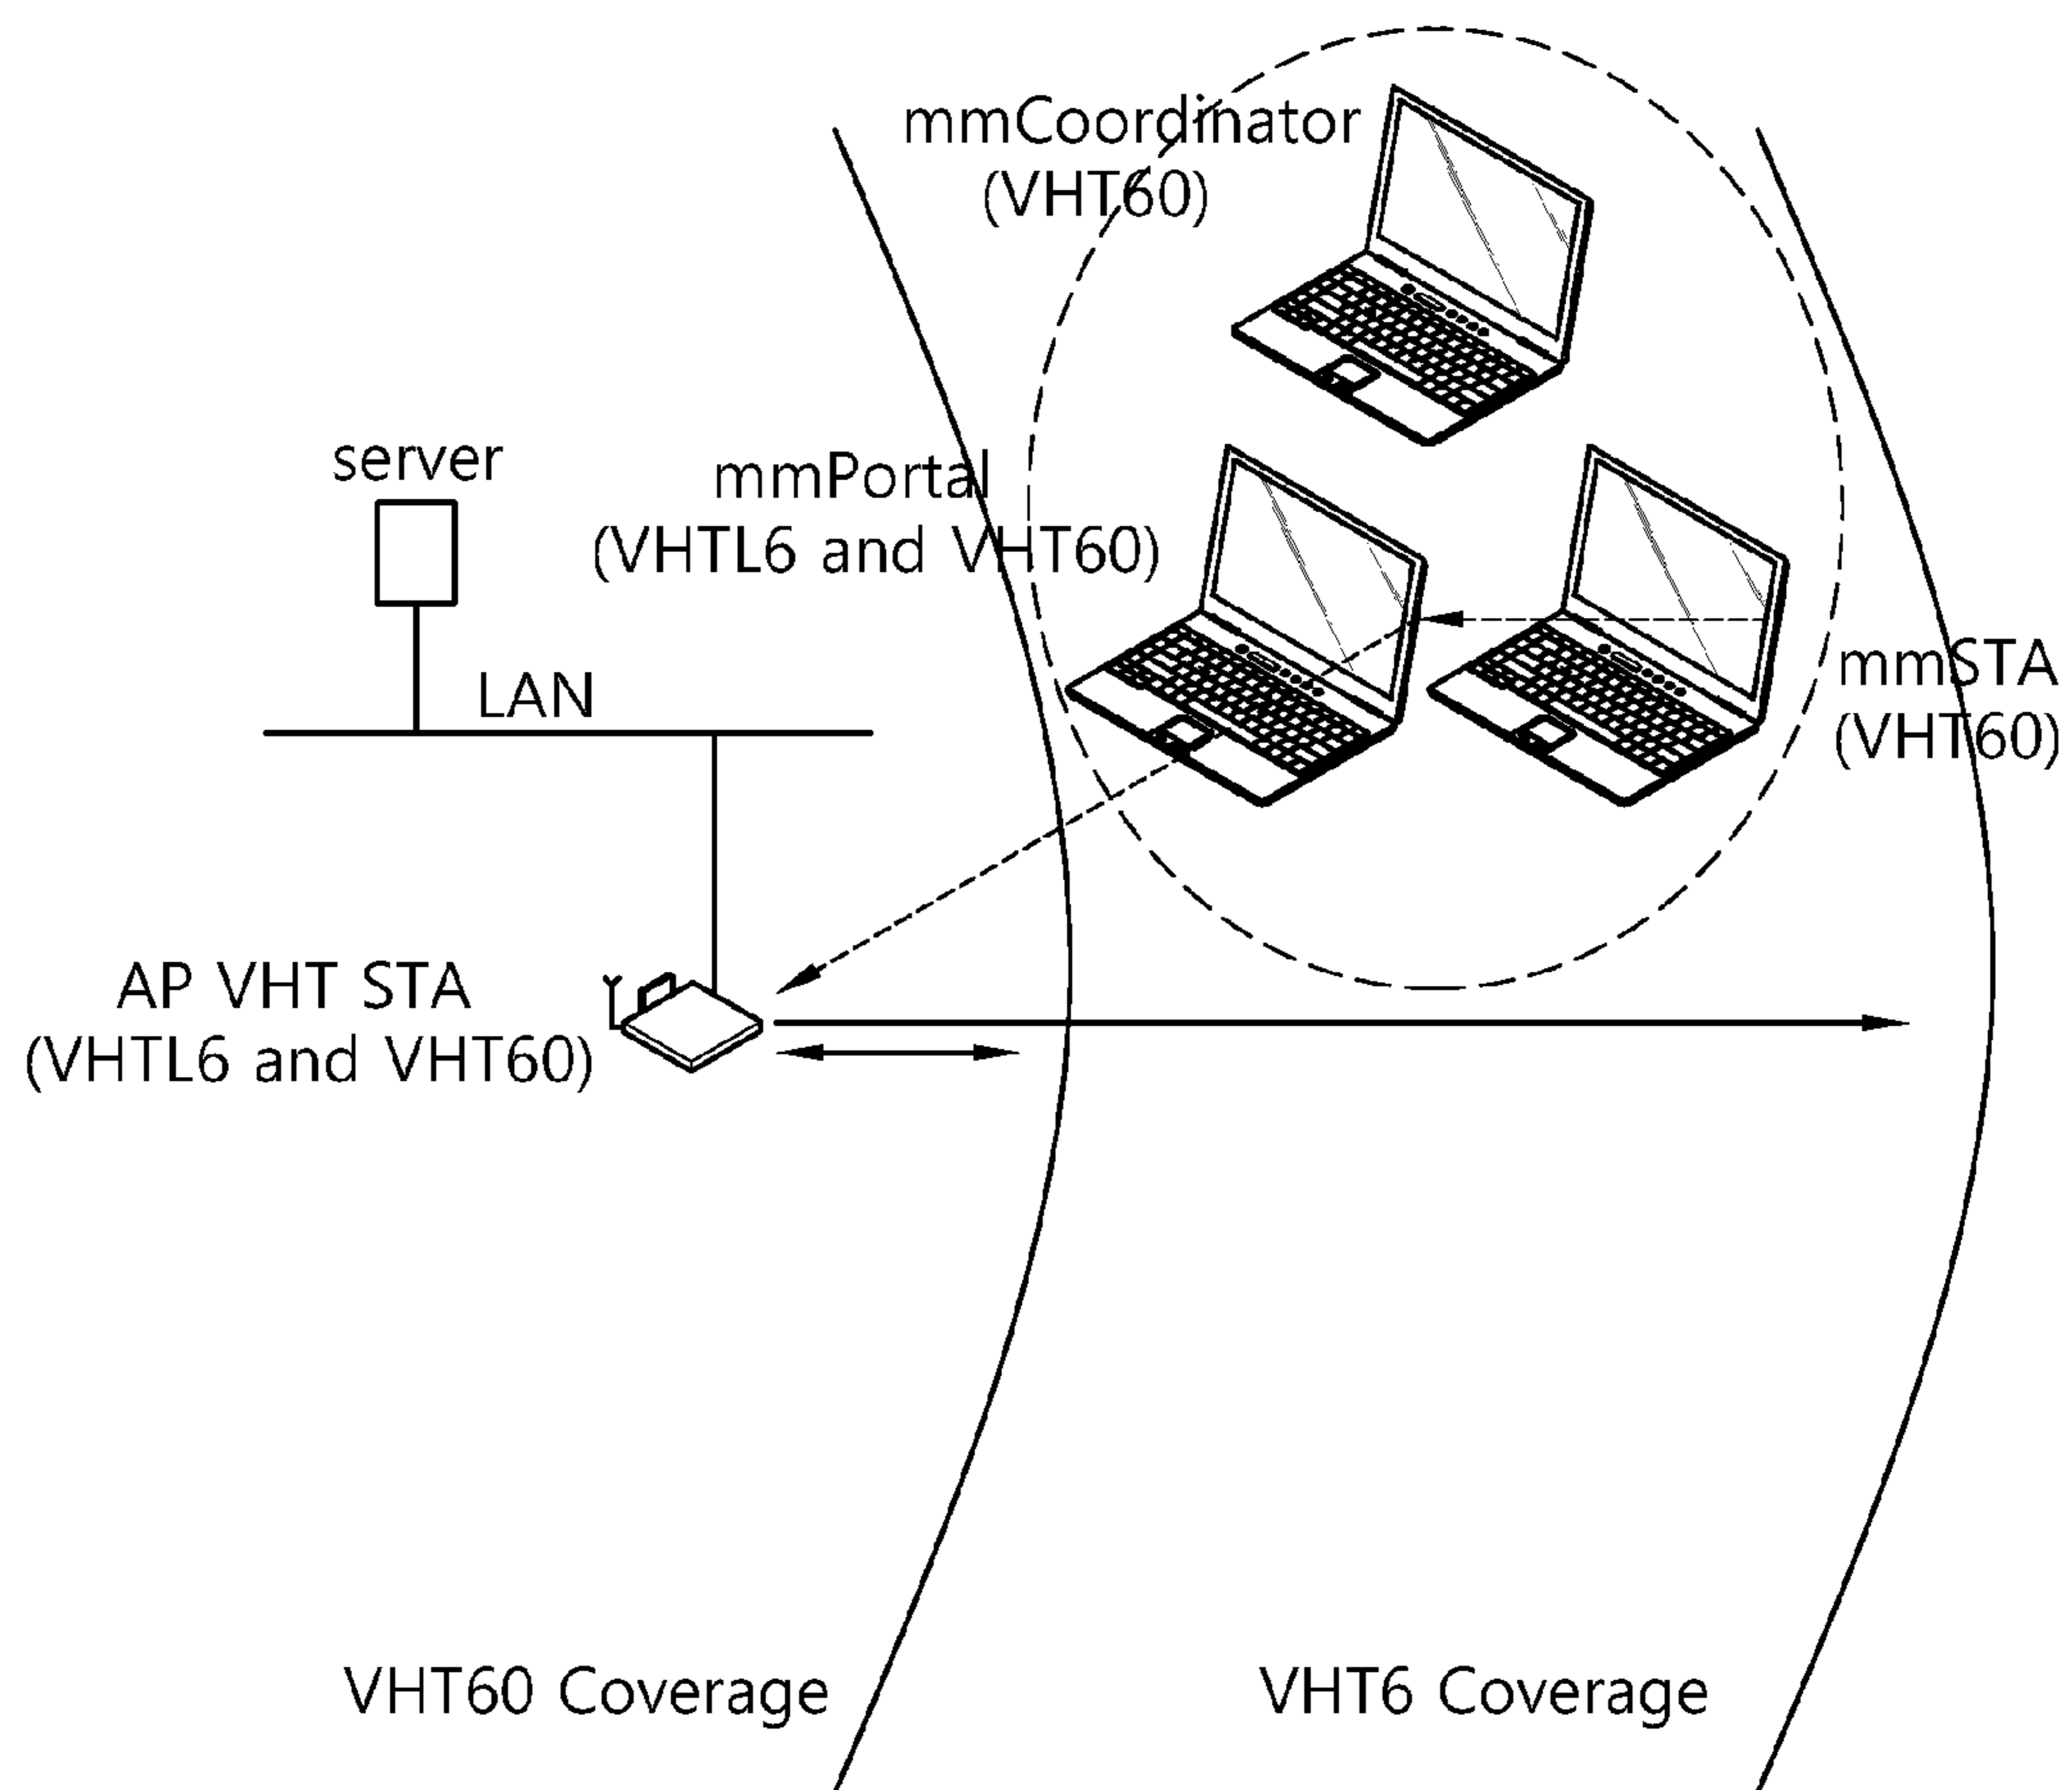 mmCoordinator
(VHT60)
server
mmPortal
(VHTL6 and VHT60)
LAN
mmSTA
(VHT60)
AP VHT STA
(VHTL6 and VHT60)
VHT60 Coverage
VHT6 Coverage